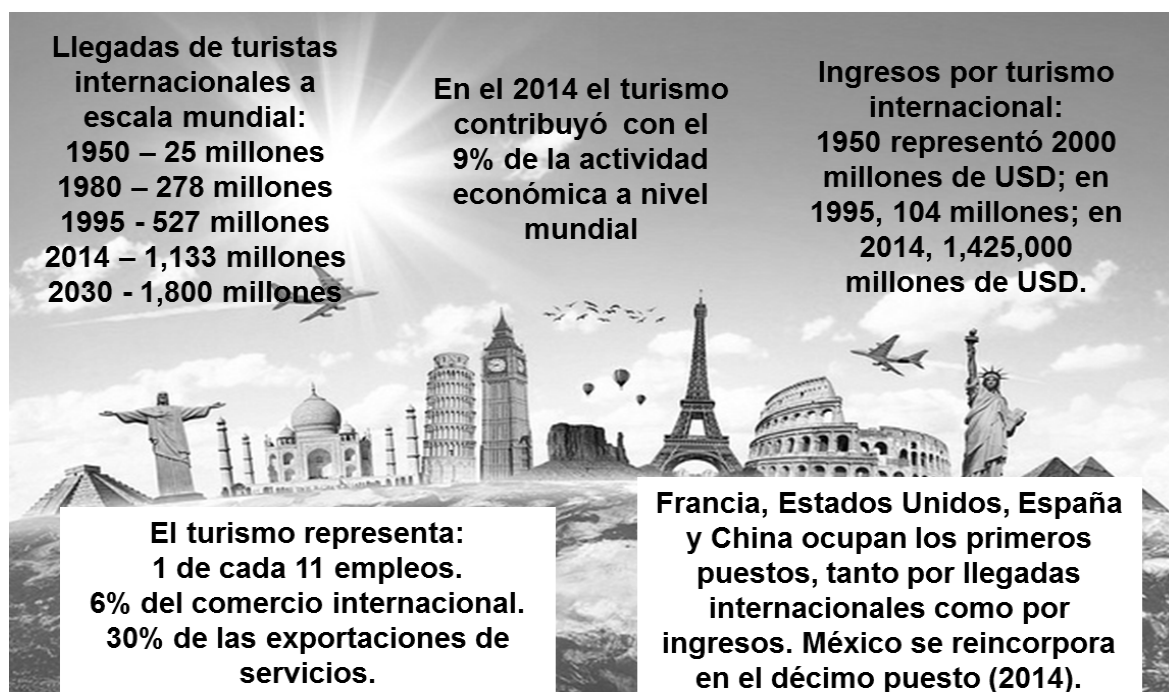 Llegadas de turistas
internacionales a
escala mundial:
1950 – 25 millones
1980 – 278 millones
1995 - 527 millones
2014 – 1,133 millones
2030 - 1,800 millones
En el 2014 el turismo
contribuyó con el
9% de la actividad
económica a nivel
mundial
Ingresos por turismo
internacional:
1950 representó 2000
millones de USD; en
1995, 104 millones; en
2014, 1,425,000
millones de USD.
El turismo representa:
1 de cada 11 empleos.
6% del comercio internacional.
30% de las exportaciones de
servicios.
Francia, Estados Unidos, España
y China ocupan los primeros
puestos, tanto por llegadas
internacionales como por
ingresos. México se reincorpora
en el décimo puesto (2014).